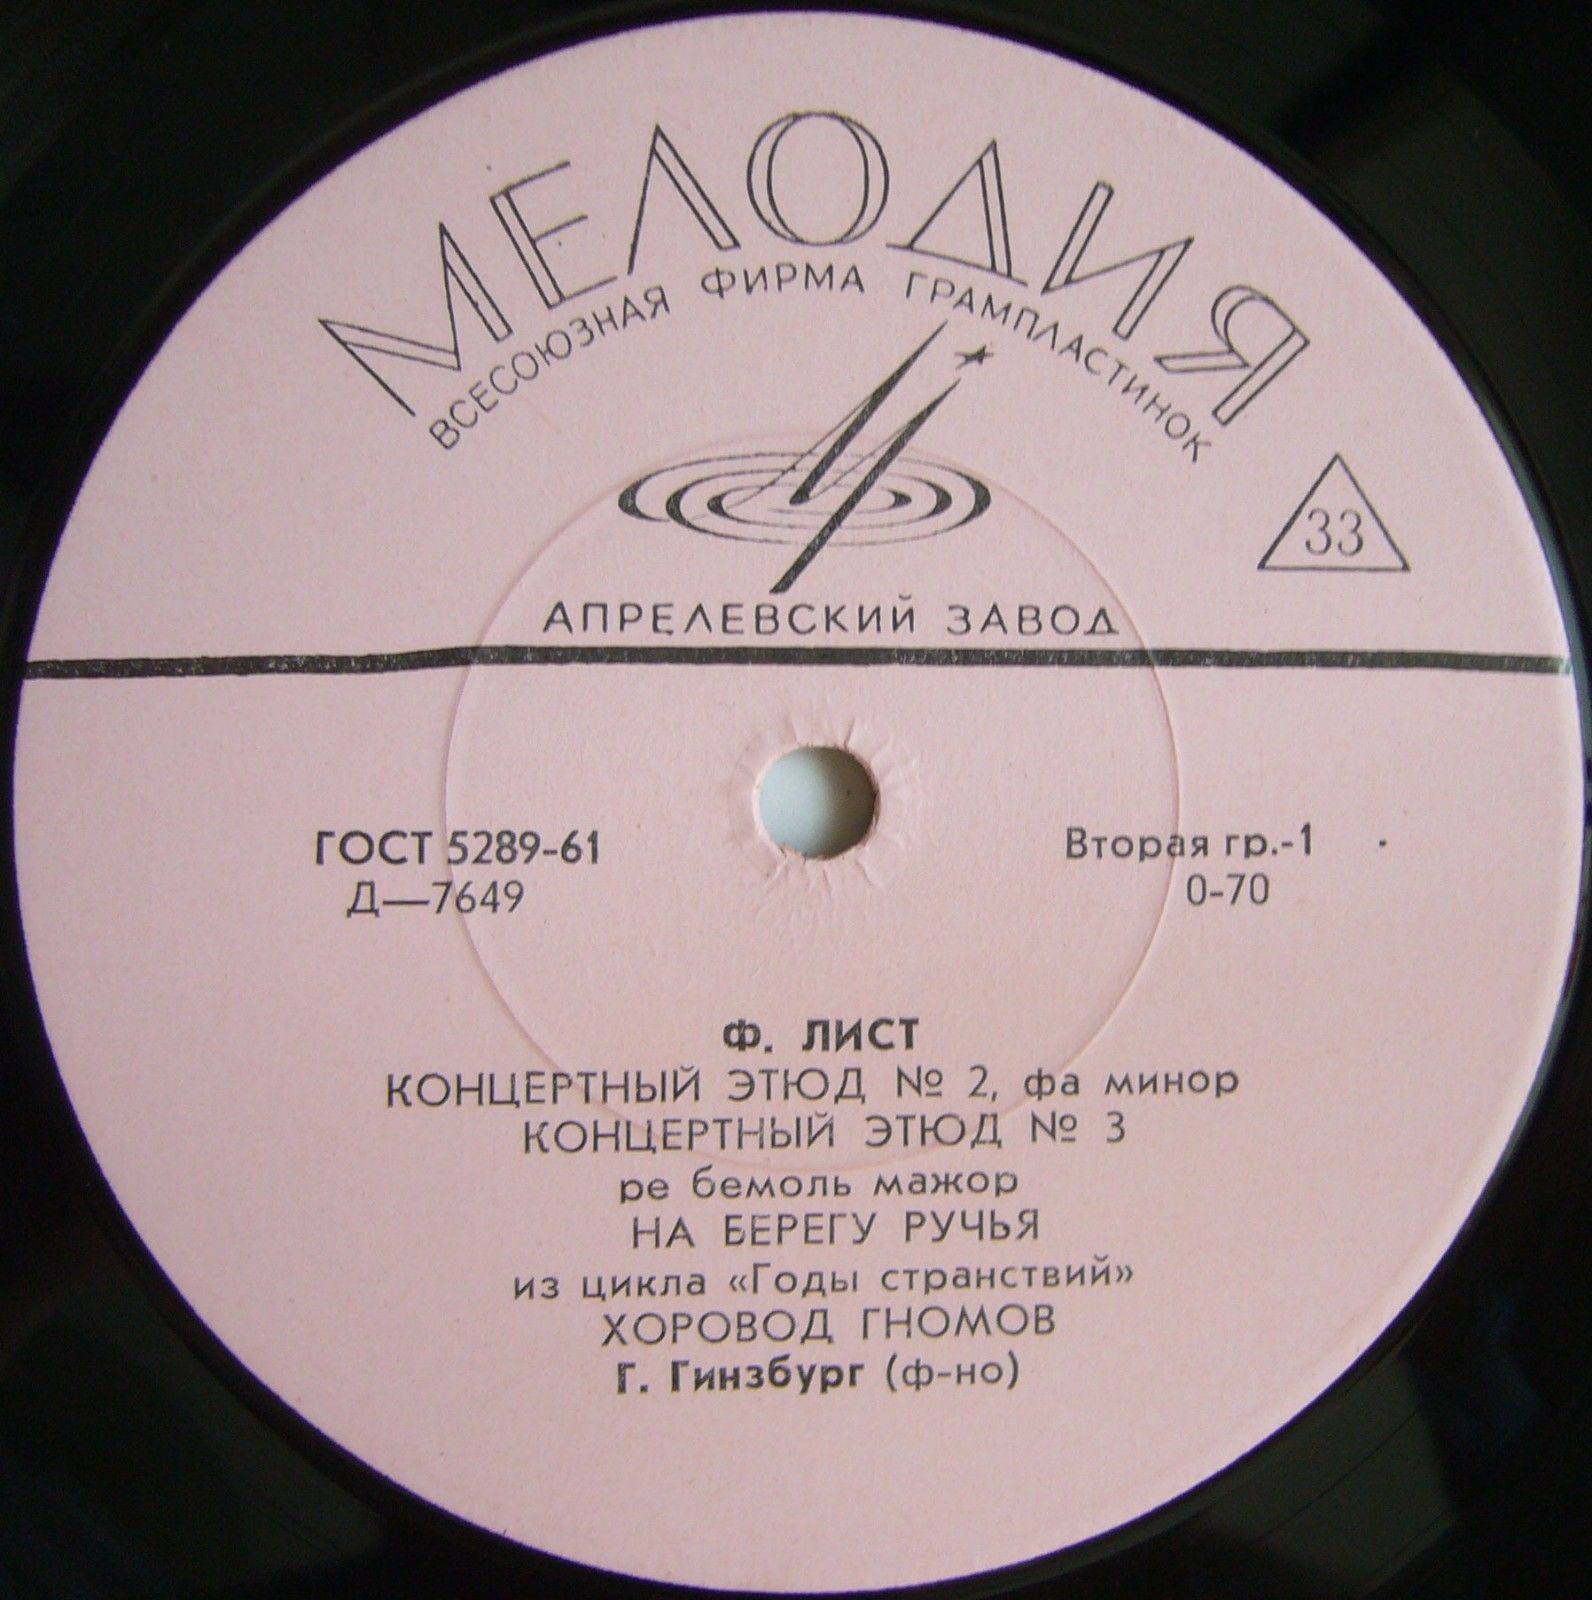 МЕЛОДИЯ
ВСЕСОЮЗНАЯ ФИРМА ГРАМПЛАСТИНОК
33
АПРЕЛЕВСКИЙ ЗАВОД
ГОСТ 5289-61
Д—7649
Вторая гр.-1
0-70
Ф. ЛИСТ
КОНЦЕРТНЫЙ ЭТЮД № 2, фа минор
КОНЦЕРТНЫЙ ЭТЮД № 3
ре бемоль мажор
НА БЕРЕГУ РУЧЬЯ
из цикла «Годы странствий»
ХОРОВОД ГНОМОВ
Г. Гинзбург (ф-но)